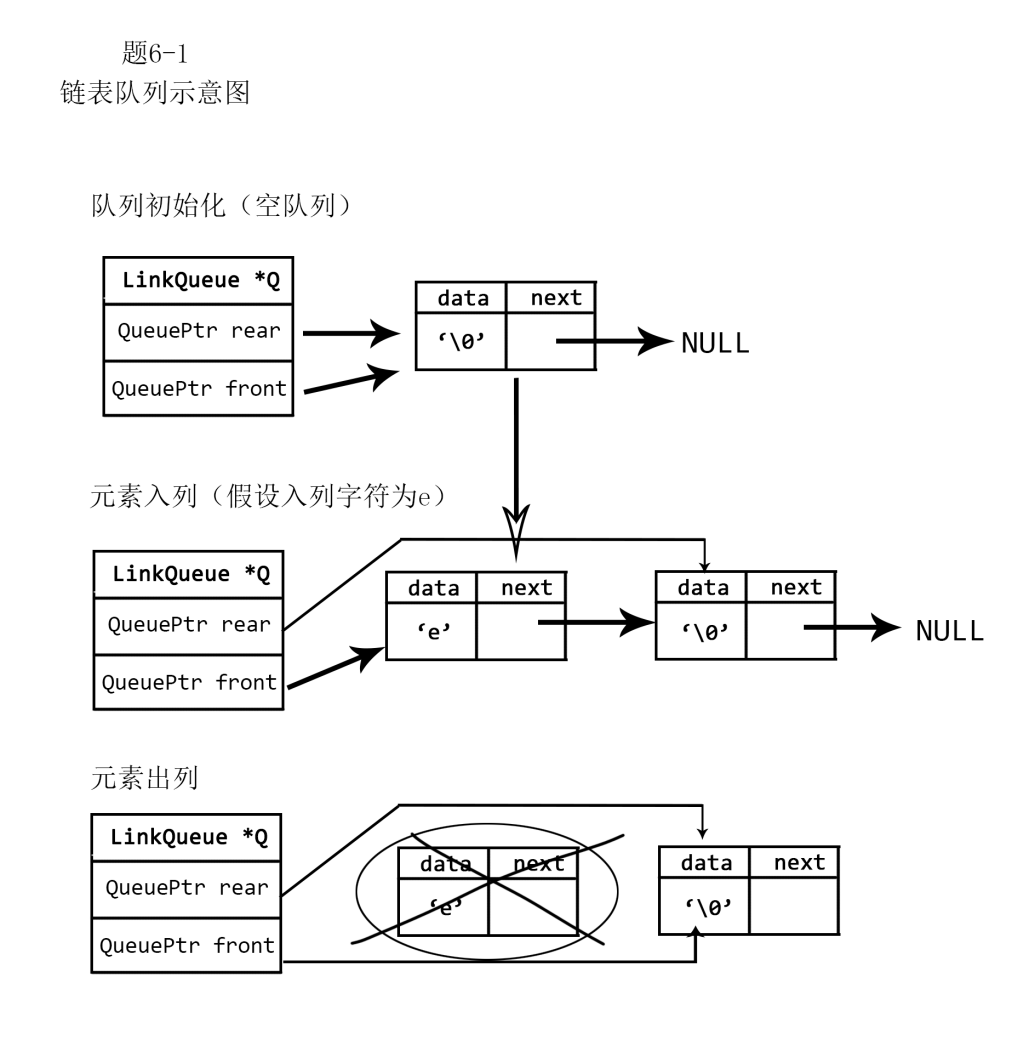 题6-1
链表队列示意图
队列初始化（空队列）
LinkQueue *Q
QueuePtr rear
QueuePtr front
data next
‘\0’
NULL
元素入列（假设入列字符为e）
LinkQueue *Q
QueuePtr rear
QueuePtr front
data next
‘e’
data next
‘\0’
NULL
元素出列
LinkQueue *Q
QueuePtr rear
QueuePtr front
data next
‘e’
data next
‘\0’